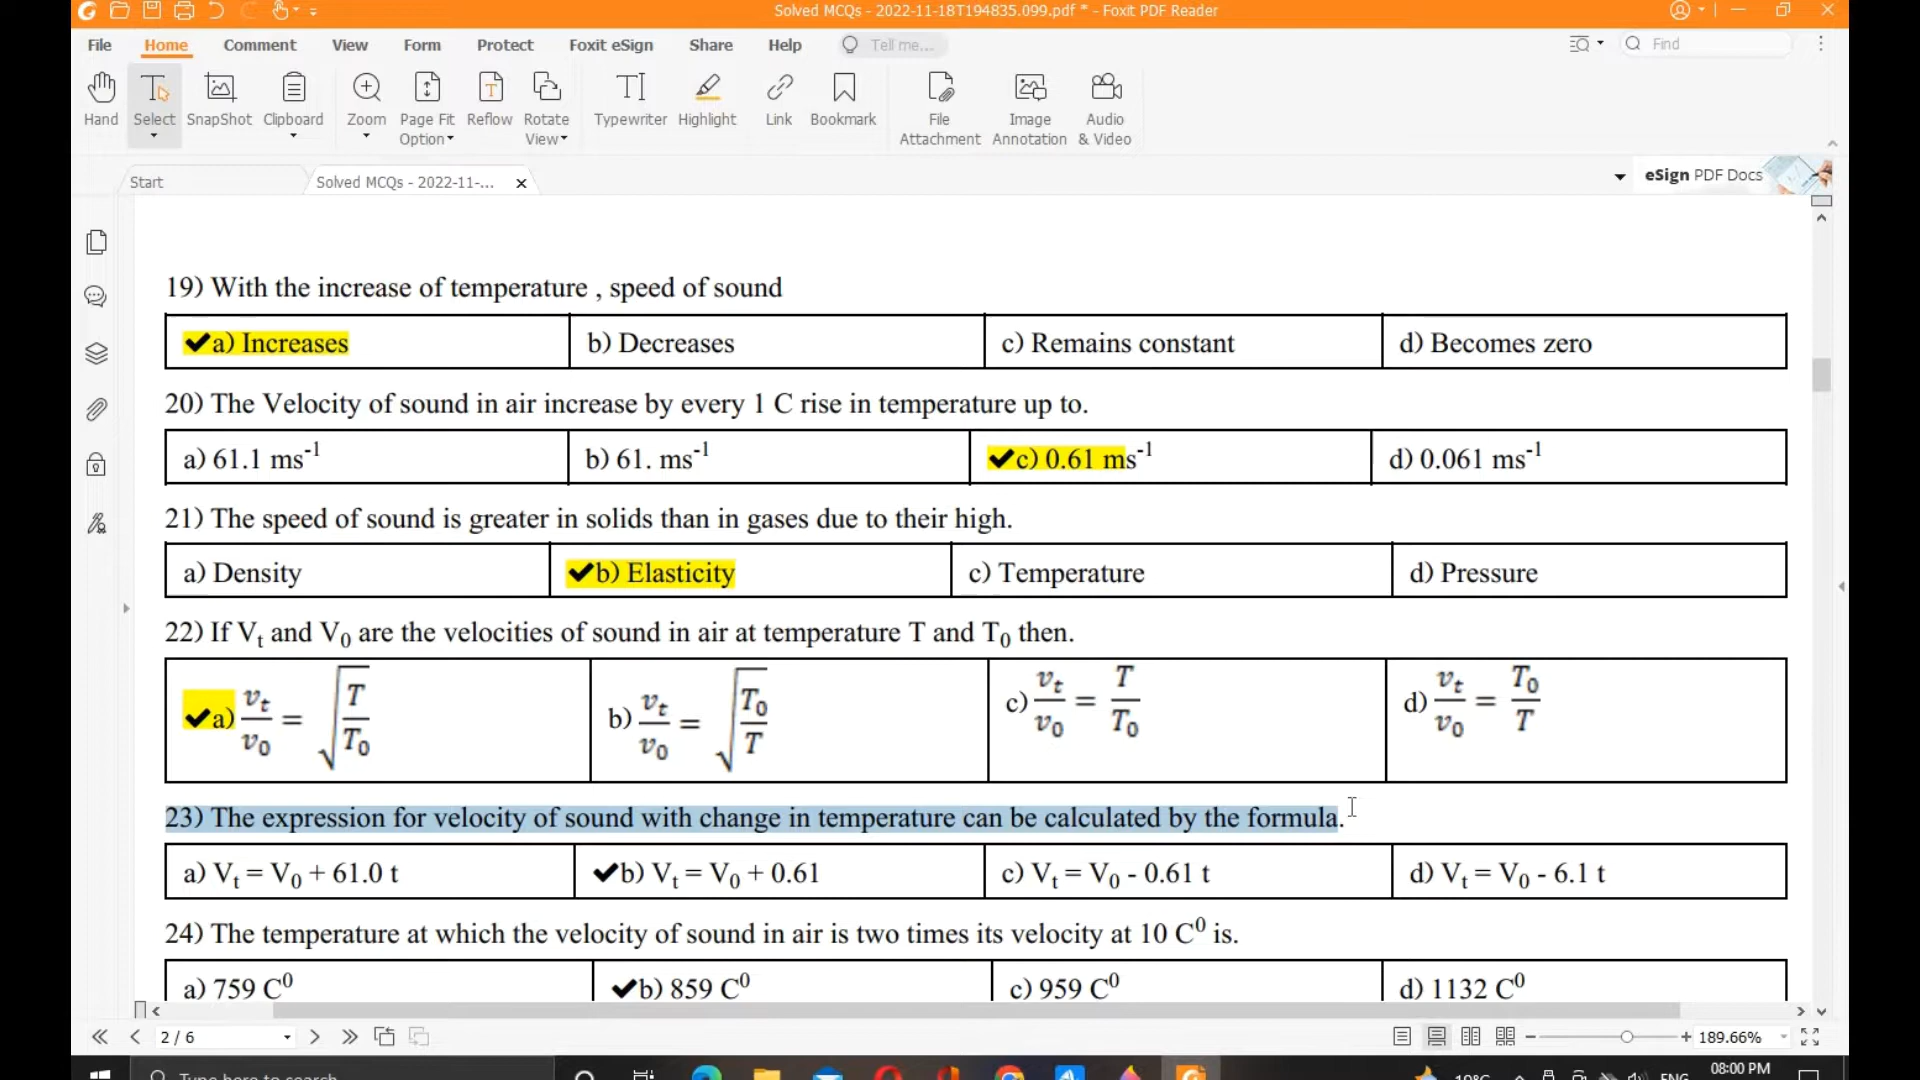 Solved MCQs - 2022-11-18T194835.099.pdf * - Foxit PDF Reader
File Home Comment View Form Protect Foxit eSign Share Help Tell me... Find
Hand Select SnapShot Clipboard Zoom Page Fit Option Reflow Rotate View Typewriter Highlight Link Bookmark File Attachment Image Annotation Audio & Video
Start Solved MCQs - 2022-11-... eSign PDF Docs
19) With the increase of temperature , speed of sound
✔a) Increases b) Decreases c) Remains constant d) Becomes zero
20) The Velocity of sound in air increase by every 1 C rise in temperature up to.
a) 61.1 ms⁻¹ b) 61. ms⁻¹ ✔c) 0.61 ms⁻¹ d) 0.061 ms⁻¹
21) The speed of sound is greater in solids than in gases due to their high.
a) Density ✔b) Elasticity c) Temperature d) Pressure
22) If Vₜ and V₀ are the velocities of sound in air at temperature T and T₀ then.
✔a) vₜ/v₀ = √(T/T₀) b) vₜ/v₀ = √(T₀/T) c) vₜ/v₀ = T/T₀ d) vₜ/v₀ = T₀/T
23) The expression for velocity of sound with change in temperature can be calculated by the formula.
a) Vₜ = V₀ + 61.0 t ✔b) Vₜ = V₀ + 0.61 c) Vₜ = V₀ - 0.61 t d) Vₜ = V₀ - 6.1 t
24) The temperature at which the velocity of sound in air is two times its velocity at 10 C⁰ is.
a) 759 C⁰ ✔b) 859 C⁰ c) 959 C⁰ d) 1132 C⁰
2 / 6 189.66%
Type here to search 19°C ENG 08:00 PM